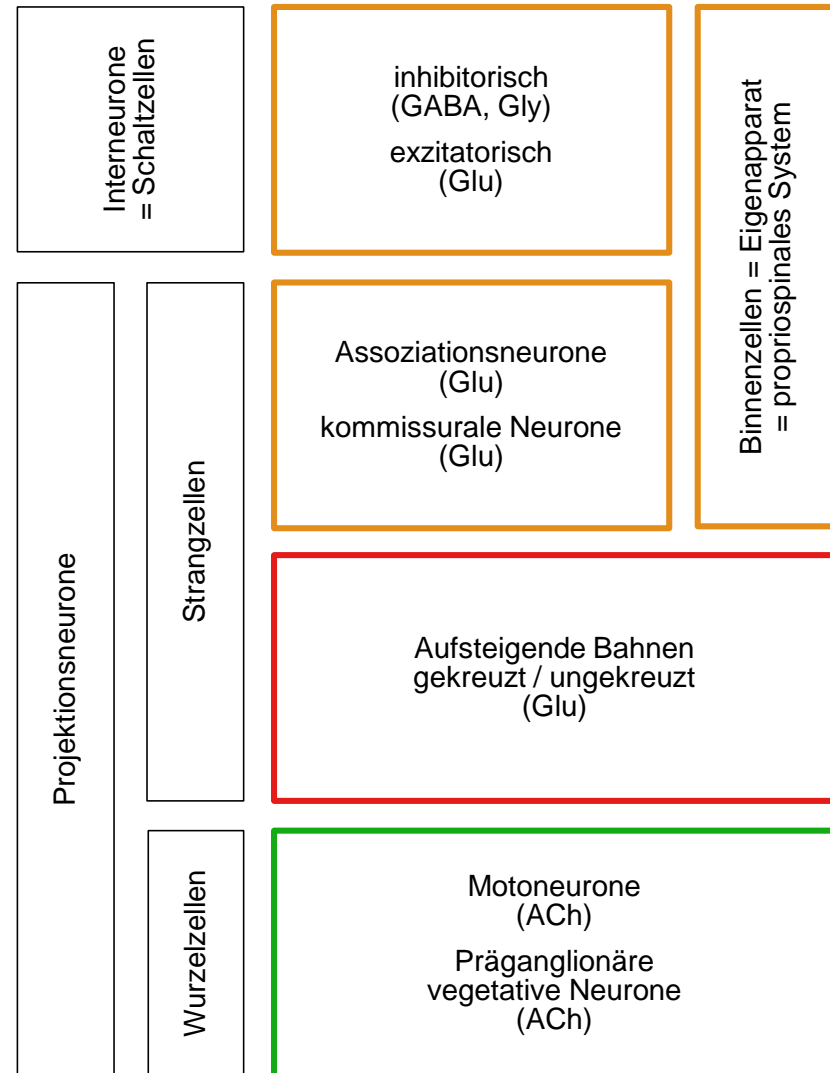 Interneurone
= Schaltzellen
inhibitorisch
(GABA, Gly)
exzitatorisch
(Glu)
Binnenzellen = Eigenapparat
= propriospinales System
Projektionsneurone
Strangzellen
Assoziationsneurone
(Glu)
kommissurale Neurone
(Glu)
Aufsteigende Bahnen
gekreuzt / ungekreuzt
(Glu)
Wurzelzellen
Motoneurone
(ACh)
Präganglionäre
vegetative Neurone
(ACh)